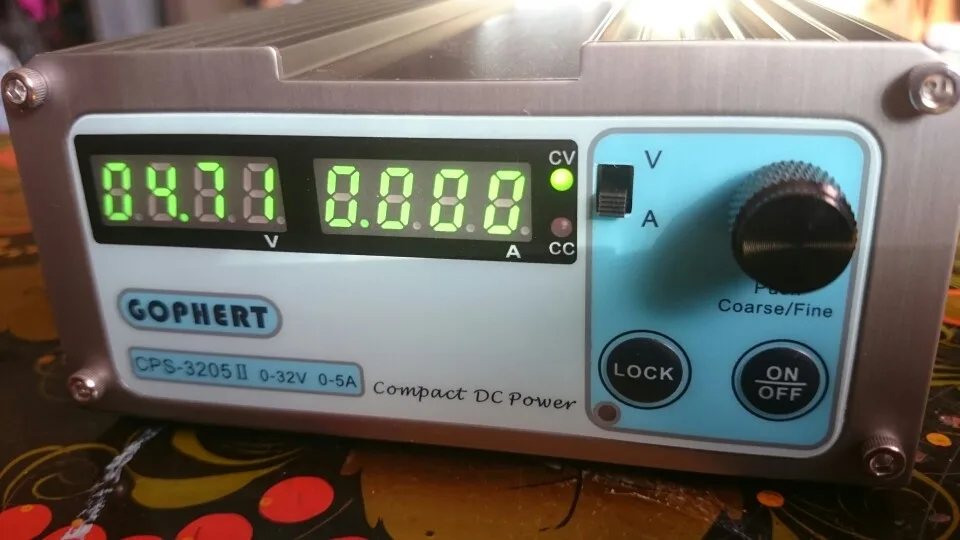 04.71
V
0.000
A
CV
CC
V
A
Coarse/Fine
GOPHERT
CPS-3205II 0-32V 0-5A
Compact DC Power
LOCK
ON
OFF